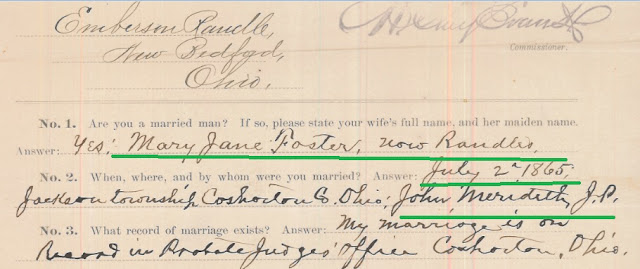 Emberson Randle,
New Bedford,
Ohio.
H. Clay Evans
Commissioner.
No. 1. Are you a married man? If so, please state your wife's full name, and her maiden name.
Answer: Yes; Mary Jane Foster, now Randles.
No. 2. When, where, and by whom were you married? Answer: July 2nd, 1865;
Jackson township Coshocton Co. Ohio; John Meredith, J.P.
No. 3. What record of marriage exists? Answer: My marriage is on
Record in Probate Judges' office Coshocton, Ohio.